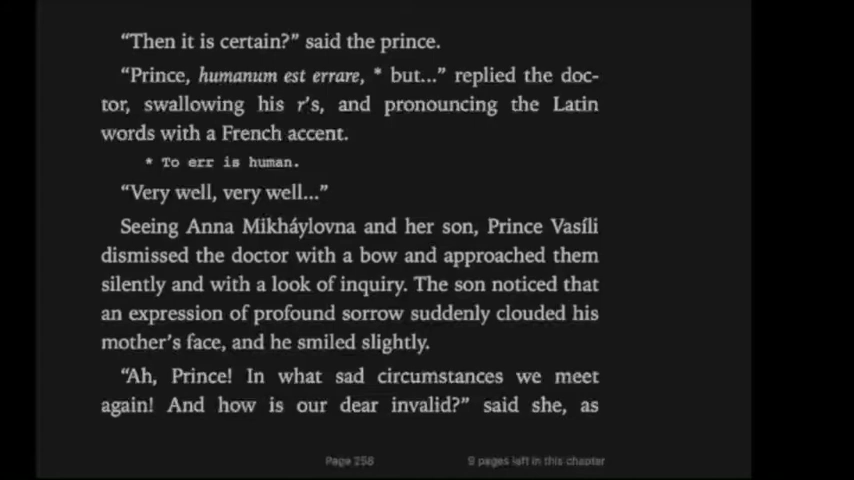 “Then it is certain?” said the prince.
“Prince, humanum est errare, * but...” replied the doc-
tor, swallowing his r’s, and pronouncing the Latin
words with a French accent.
* To err is human.
“Very well, very well...”
Seeing Anna Mikháylovna and her son, Prince Vasíli
dismissed the doctor with a bow and approached them
silently and with a look of inquiry. The son noticed that
an expression of profound sorrow suddenly clouded his
mother’s face, and he smiled slightly.
“Ah, Prince! In what sad circumstances we meet
again! And how is our dear invalid?” said she, as
Page 258 9 pages left in this chapter